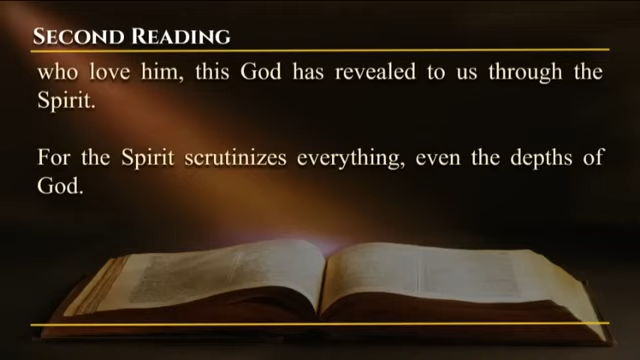 SECOND READING
who love him, this God has revealed to us through the
Spirit.
For the Spirit scrutinizes everything, even the depths of
God.